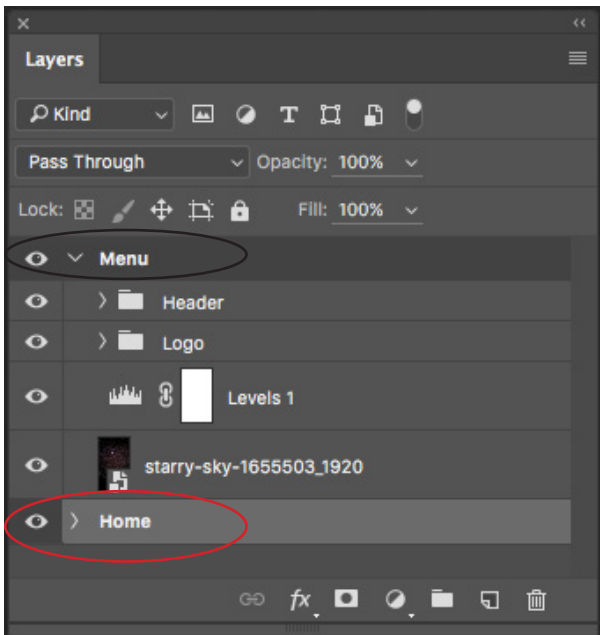 Layers
Kind
Pass Through Opacity: 100%
Lock: Fill: 100%
Menu
Header
Logo
Levels 1
starry-sky-1655503_1920
Home
fx